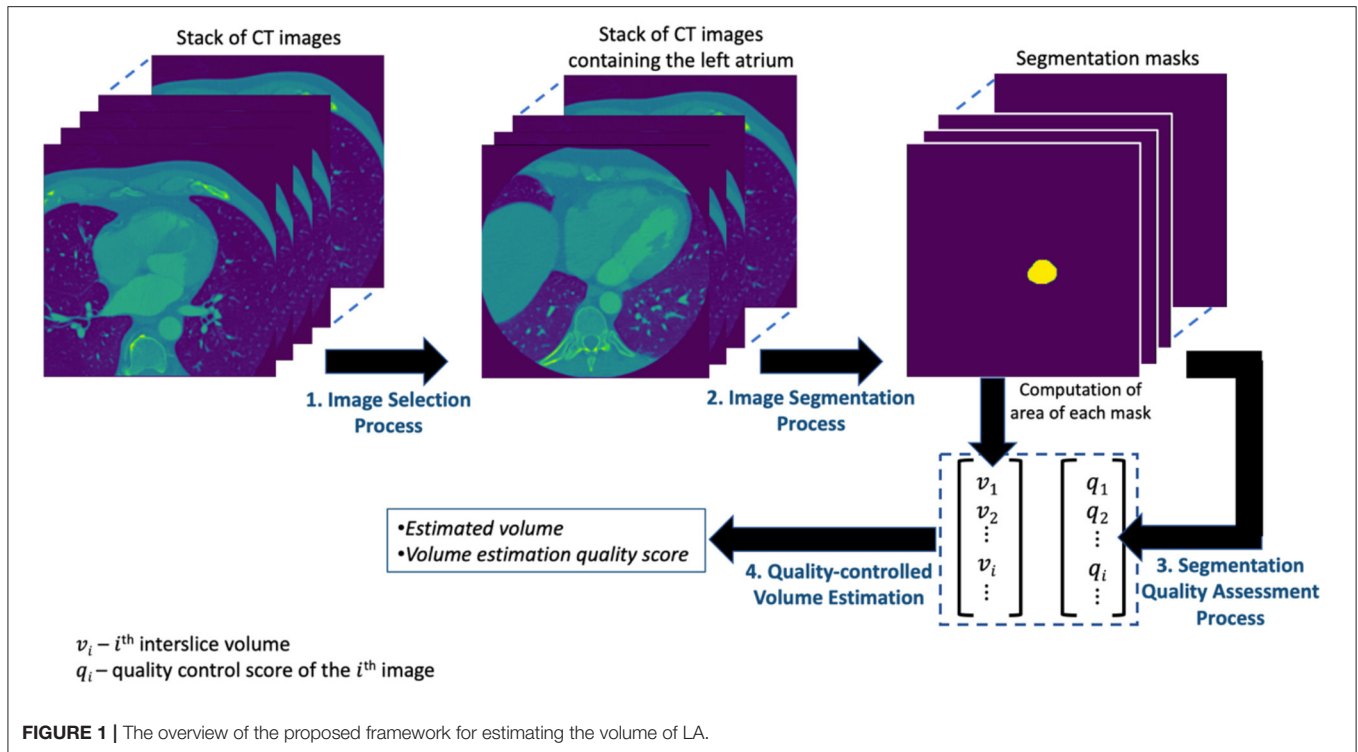 Stack of CT images
Stack of CT images
containing the left atrium
Segmentation masks
1. Image Selection
Process
2. Image Segmentation
Process
Computation of
area of each mask
v₁
v₂
⋮
vᵢ
⋮
q₁
q₂
⋮
qᵢ
⋮
3. Segmentation
Quality Assessment
Process
4. Quality-controlled
Volume Estimation
•Estimated volume
•Volume estimation quality score
vᵢ – iᵗʰ interslice volume
qᵢ – quality control score of the iᵗʰ image
FIGURE 1 | The overview of the proposed framework for estimating the volume of LA.